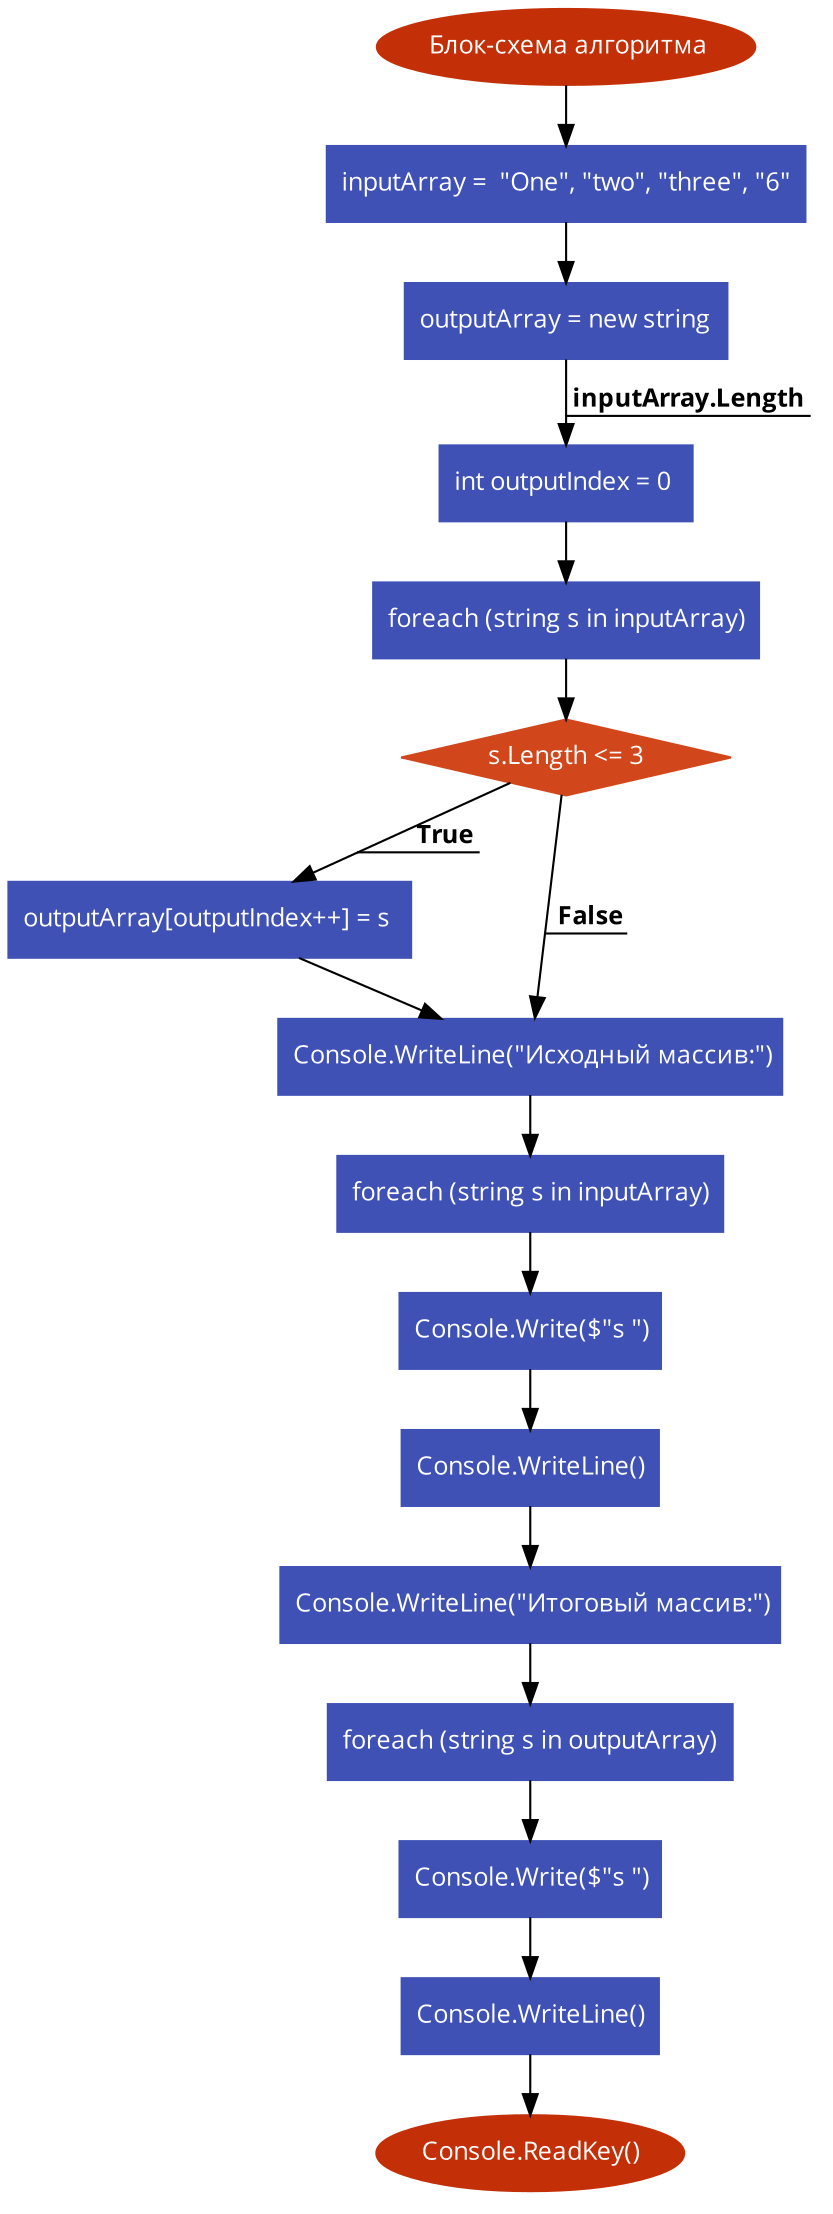 Блок-схема алгоритма
inputArray =  "One", "two", "three", "6"
outputArray = new string
inputArray.Length
int outputIndex = 0
foreach (string s in inputArray)
s.Length <= 3
True
outputArray[outputIndex++] = s
False
Console.WriteLine("Исходный массив:")
foreach (string s in inputArray)
Console.Write($"s ")
Console.WriteLine()
Console.WriteLine("Итоговый массив:")
foreach (string s in outputArray)
Console.Write($"s ")
Console.WriteLine()
Console.ReadKey()